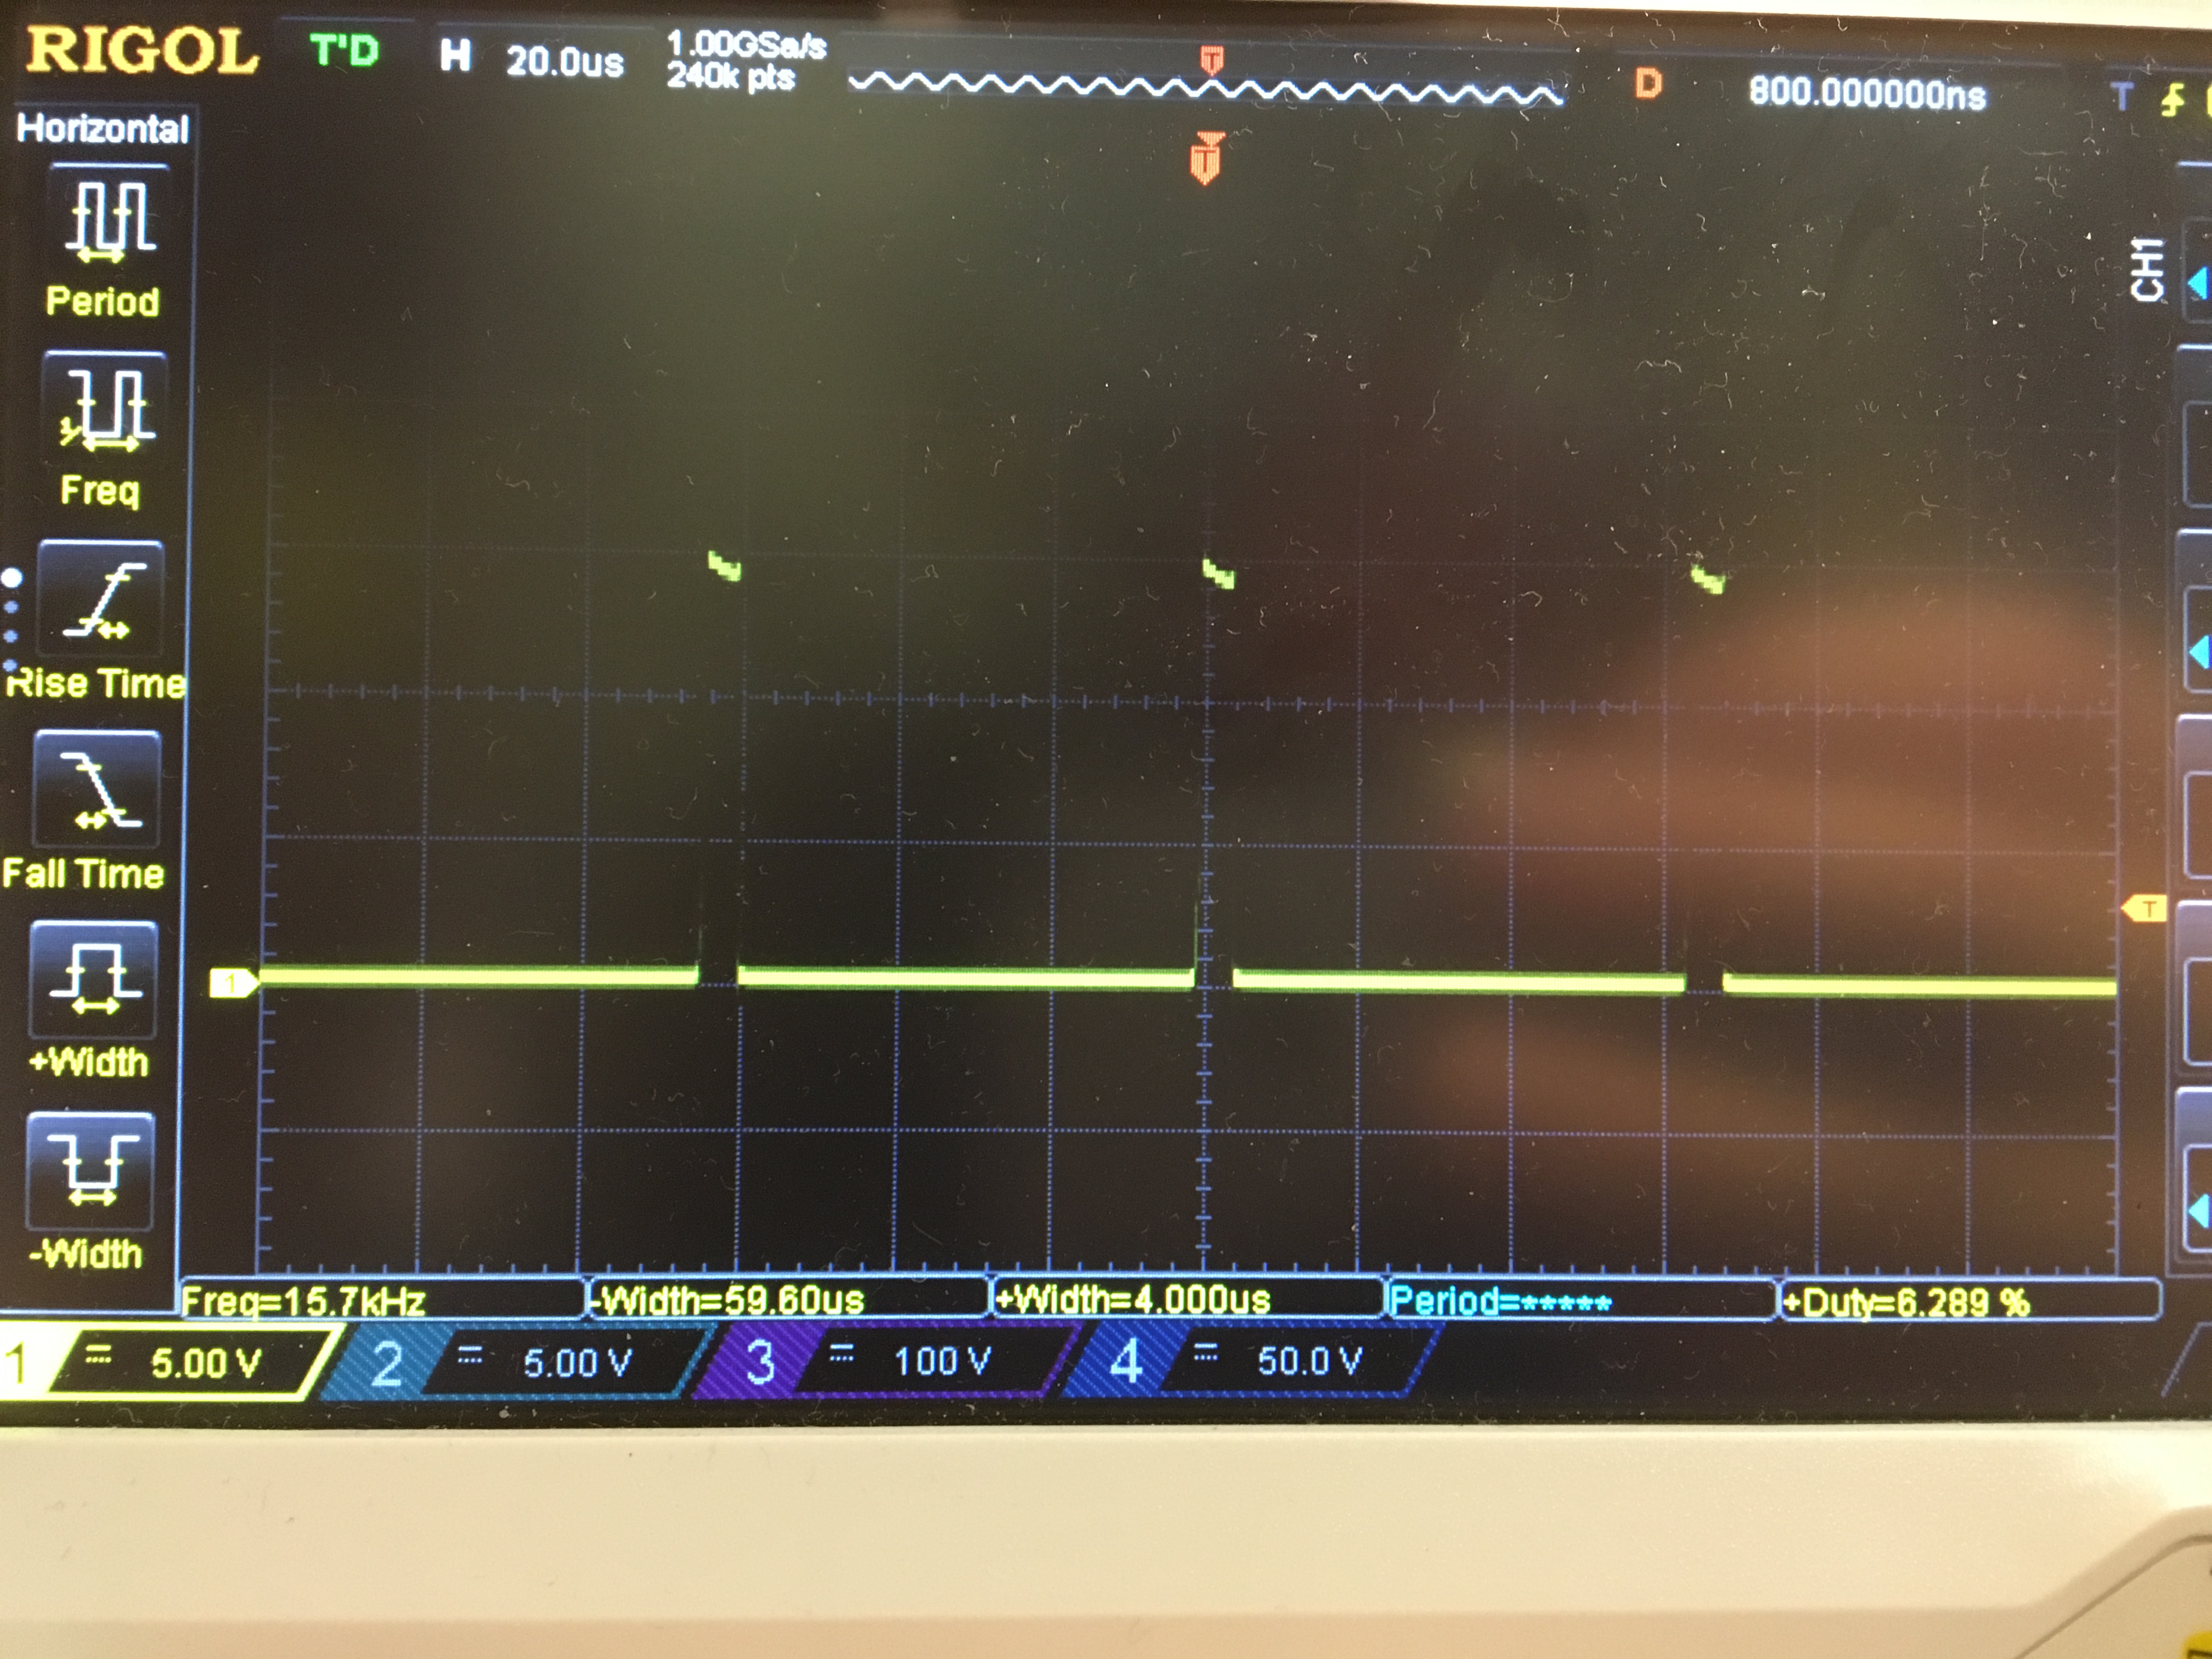 RIGOL T'D H 20.0us 1.00GSa/s D 800.000000ns T
240k pts
T
Horizontal
T
CH1
Period
Freq
Rise Time
T
Fall Time
1
+Width
-Width
Freq=15.7kHz -Width=59.60us +Width=4.000us Period=***** +Duty=6.289 %
1 5.00 V 2 5.00 V 3 100 V 4 50.0 V